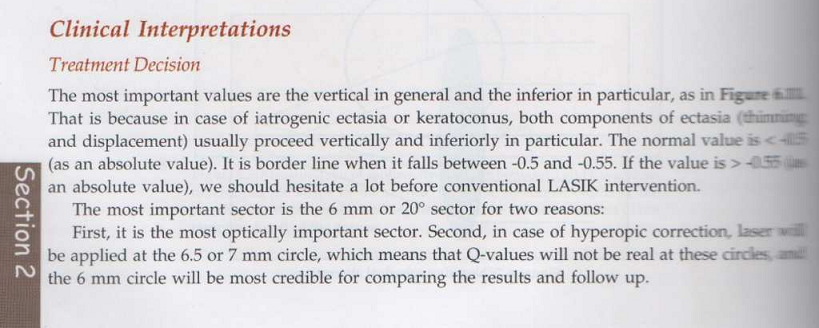 Clinical Interpretations
Treatment Decision
The most important values are the vertical in general and the inferior in particular, as in Figure
That is because in case of iatrogenic ectasia or keratoconus, both components of ectasia (thinning
and displacement) usually proceed vertically and inferiorly in particular. The normal value is <
(as an absolute value). It is border line when it falls between -0.5 and -0.55. If the value is > -0.55
an absolute value), we should hesitate a lot before conventional LASIK intervention.
The most important sector is the 6 mm or 20° sector for two reasons:
First, it is the most optically important sector. Second, in case of hyperopic correction, laser will
be applied at the 6.5 or 7 mm circle, which means that Q-values will not be real at these circles, and
the 6 mm circle will be most credible for comparing the results and follow up.
Section 2